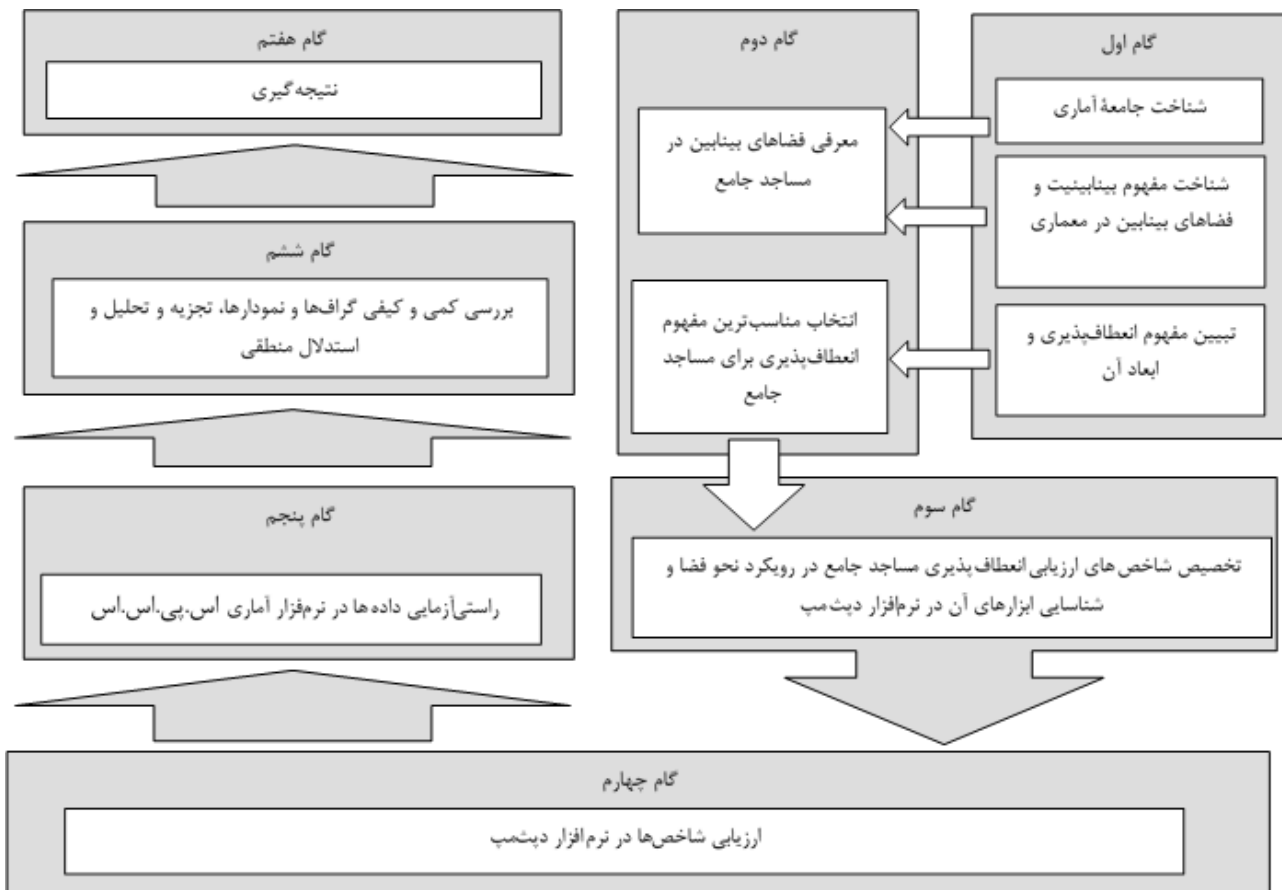 گام اول
شناخت جامعهٔ آماری
شناخت مفهوم بینابینیت و
فضاهای بینابین در معماری
تبیین مفهوم انعطاف‌پذیری و
ابعاد آن
گام دوم
معرفی فضاهای بینابین در
مساجد جامع
انتخاب مناسب‌ترین مفهوم
انعطاف‌پذیری برای مساجد
جامع
گام سوم
تخصیص شاخص های ارزیابی انعطاف پذیری مساجد جامع در رویکرد نحو فضا و
شناسایی ابزارهای آن در نرم‌افزار دپث‌مپ
گام چهارم
ارزیابی شاخص‌ها در نرم‌افزار دپث‌مپ
گام پنجم
راستی‌آزمایی داده‌ها در نرم‌فزار آماری اس.پی.اس.اس
گام ششم
بررسی کمی و کیفی گراف‌ها و نمودارها، تجزیه و تحلیل و
استدلال منطقی
گام هفتم
نتیجه‌گیری